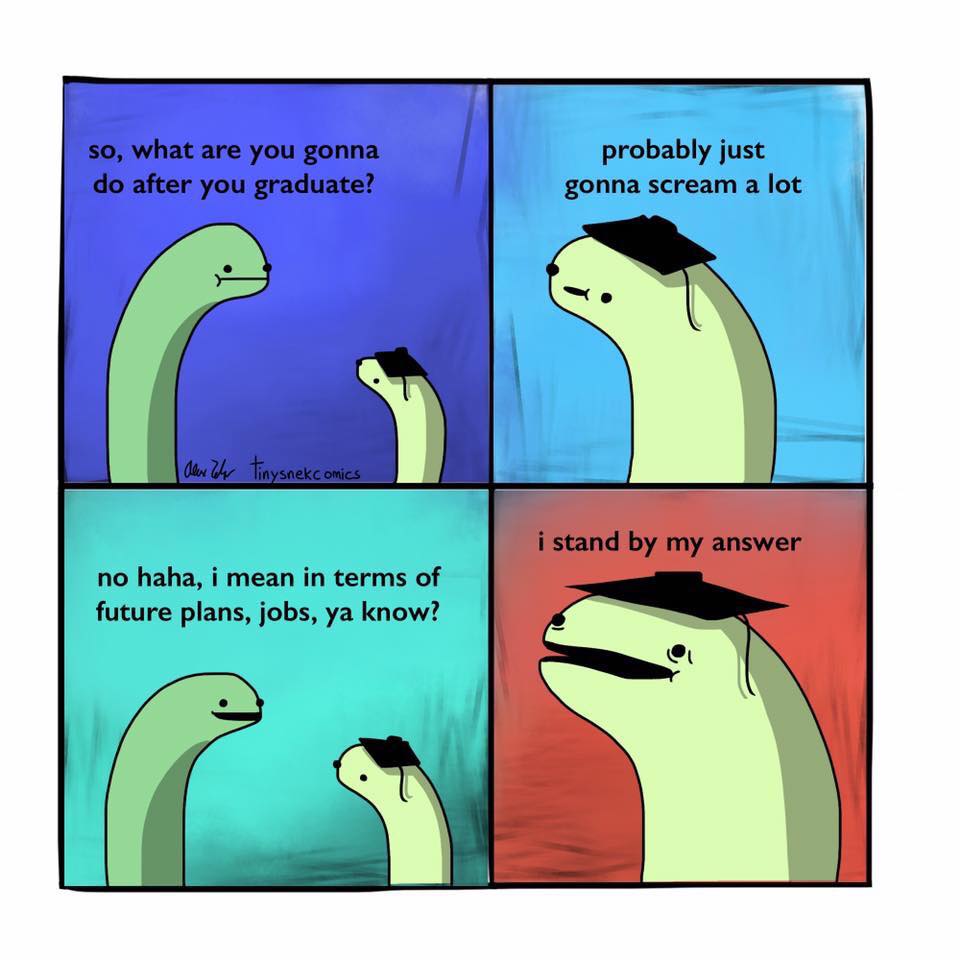 so, what are you gonna
do after you graduate?
tinysnekcomics
probably just
gonna scream a lot
no haha, i mean in terms of
future plans, jobs, ya know?
i stand by my answer